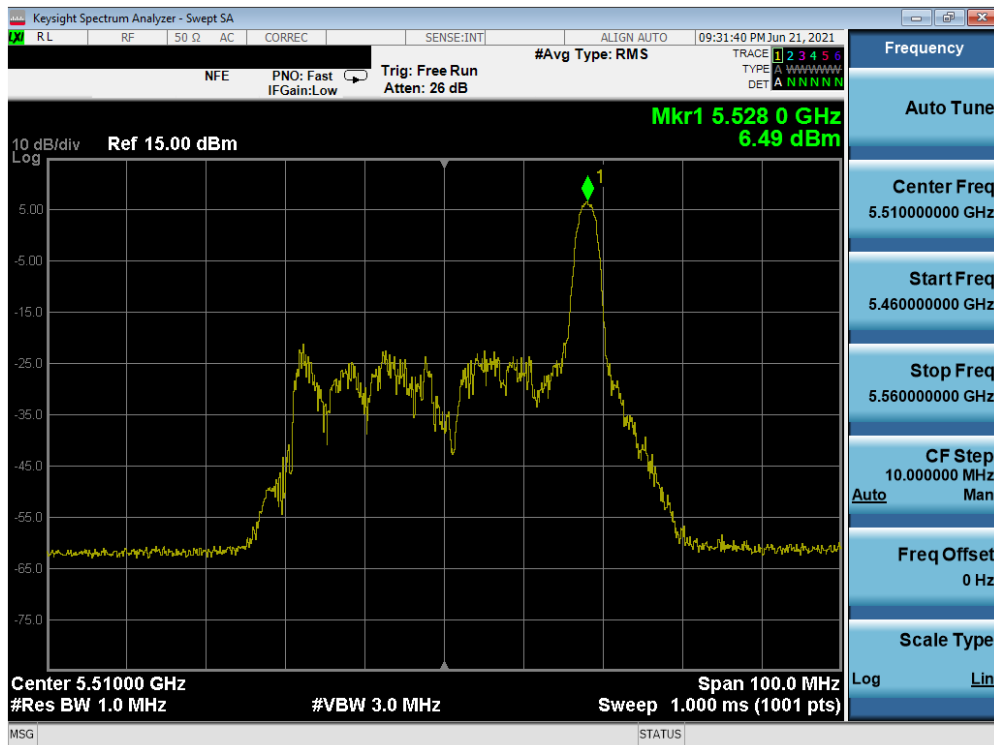 Keysight Spectrum Analyzer - Swept SA
LXI RL RF 50 Ω AC CORREC SENSE:INT ALIGN AUTO 09:31:40 PM Jun 21, 2021
#Avg Type: RMS
TRACE 1 2 3 4 5 6
NFE PNO: Fast Trig: Free Run TYPE A WWWWW
IFGain:Low Atten: 26 dB DET A N N N N N
Mkr1 5.528 0 GHz
6.49 dBm
10 dB/div Ref 15.00 dBm
Log
1
5.00
-5.00
-15.0
-25.0
-35.0
-45.0
-55.0
-65.0
-75.0
Center 5.51000 GHz Span 100.0 MHz
#Res BW 1.0 MHz #VBW 3.0 MHz Sweep 1.000 ms (1001 pts)
MSG STATUS
Frequency
Auto Tune
Center Freq
5.510000000 GHz
Start Freq
5.460000000 GHz
Stop Freq
5.560000000 GHz
CF Step
10.000000 MHz
Auto Man
Freq Offset
0 Hz
Scale Type
Log Lin